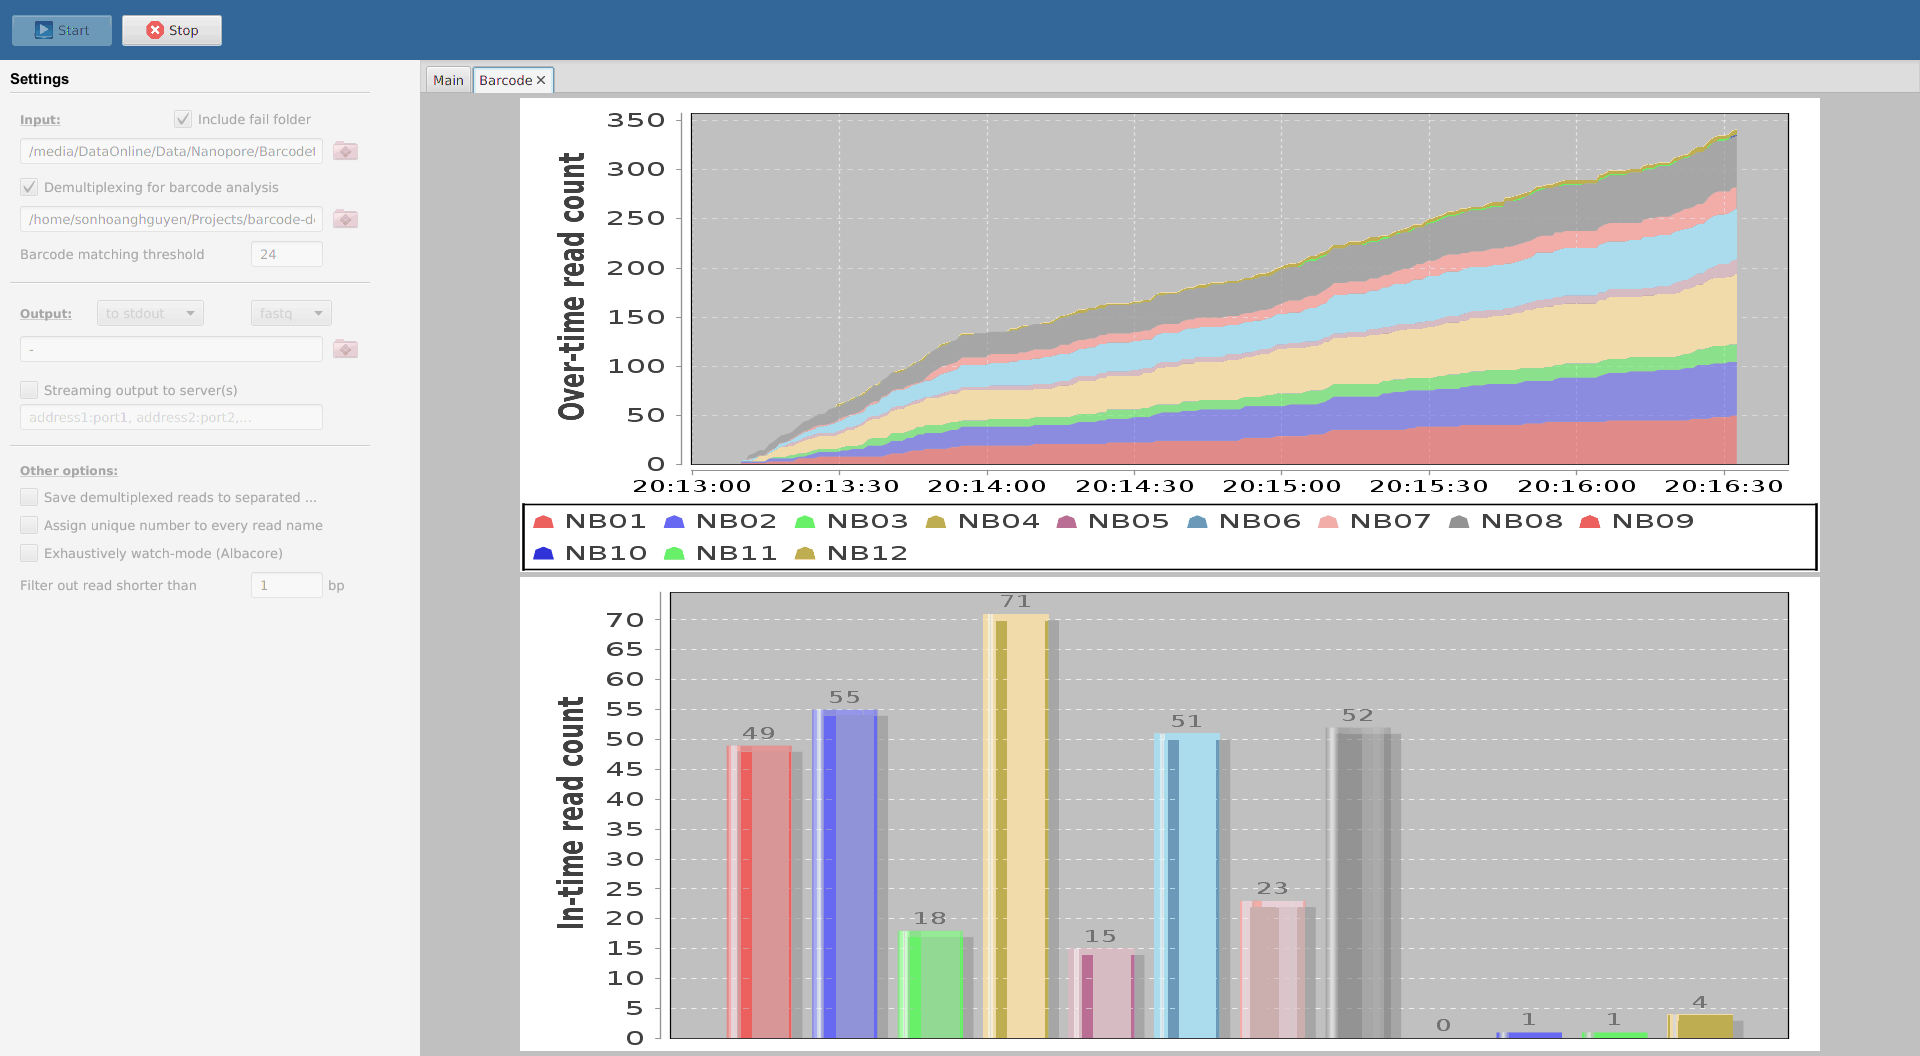 Start Stop
Settings
Input: Include fail folder
/media/DataOnline/Data/Nanopore/Barcode
Demultiplexing for barcode analysis
/home/sonhoanghguyen/Projects/barcode-d
Barcode matching threshold 24
Output: to stdout fastq
-
Streaming output to server(s)
address1:port1, address2:port2,...
Other options:
Save demultiplexed reads to separated ...
Assign unique number to every read name
Exhaustively watch-mode (Albacore)
Filter out read shorter than 1 bp
Main Barcode
Over-time read count
350
300
250
200
150
100
50
0
20:13:00 20:13:30 20:14:00 20:14:30 20:15:00 20:15:30 20:16:00 20:16:30
NB01 NB02 NB03 NB04 NB05 NB06 NB07 NB08 NB09
NB10 NB11 NB12
In-time read count
70
65
60
55
50
45
40
35
30
25
20
15
10
5
0
49 55 18 71 15 51 23 52 0 1 1 4